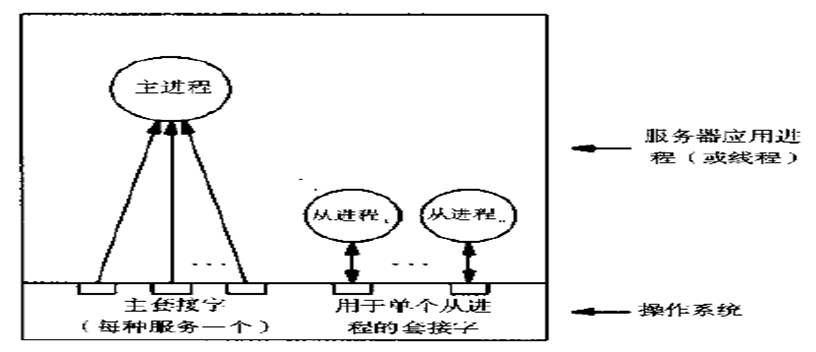 主进程
服务器应用进
程（或线程）
从进程
从进程
...
...
主套接字
（每种服务一个）
用于单个从进
程的套接字
操作系统